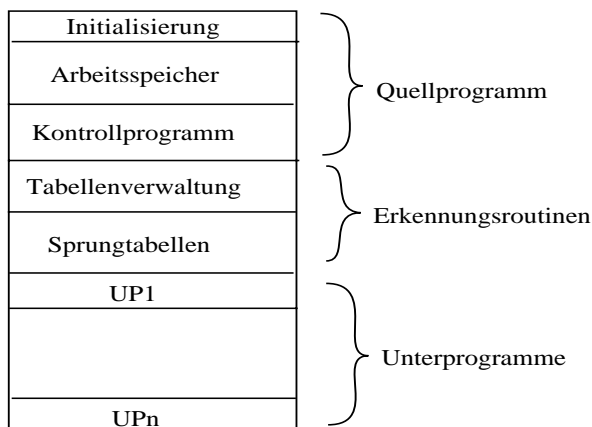 Initialisierung
Arbeitsspeicher
Quellprogramm
Kontrollprogramm
Tabellenverwaltung
Erkennungsroutinen
Sprungtabellen
UP1
Unterprogramme
UPn